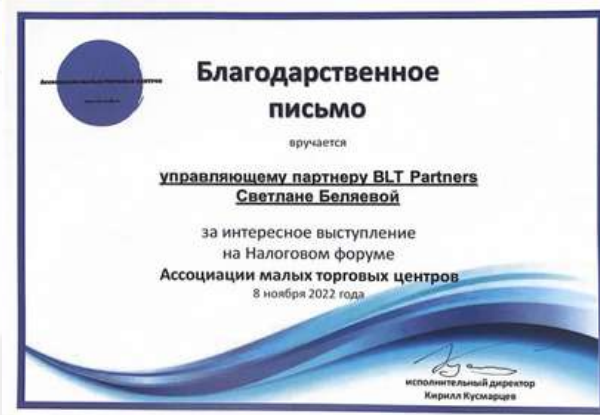 Благодарственное
письмо
вручается
управляющему партнеру BLT Partners
Светлане Беляевой
за интересное выступление
на Налоговом форуме
Ассоциации малых торговых центров
8 ноября 2022 года
исполнительный директор
Кирилл Кусмарцев